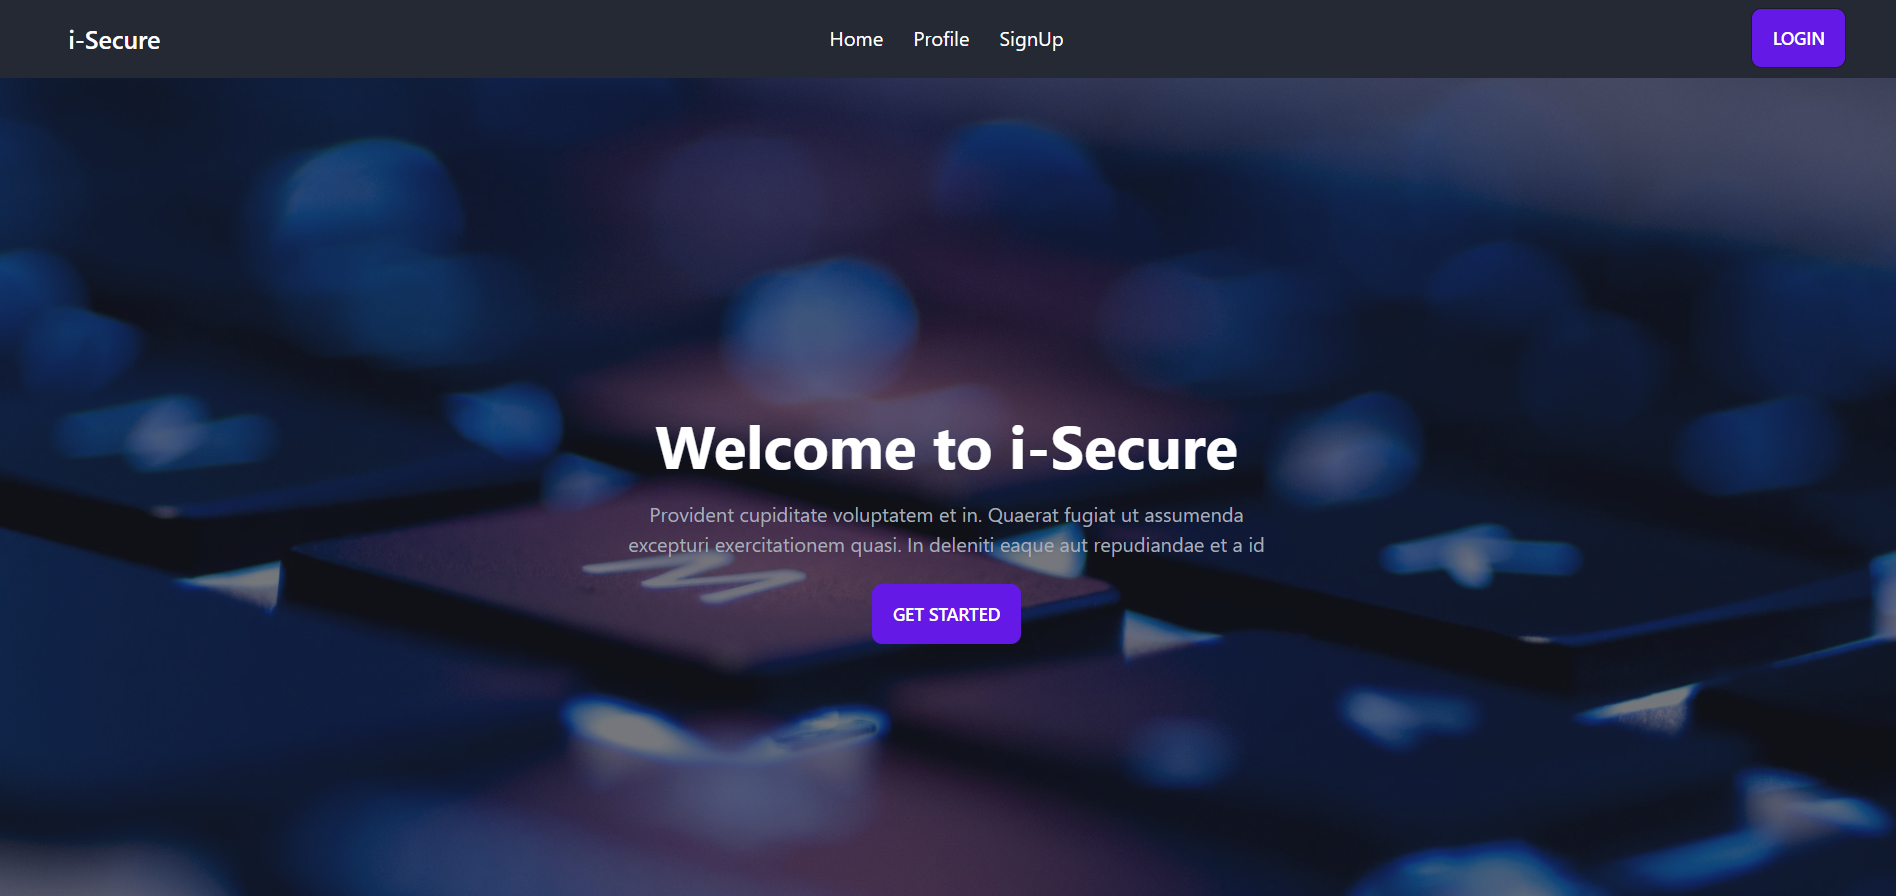 i-Secure
Home Profile SignUp
LOGIN
Welcome to i-Secure
Provident cupiditate voluptatem et in. Quaerat fugiat ut assumenda
excepturi exercitationem quasi. In deleniti eaque aut repudiandae et a id
M
GET STARTED